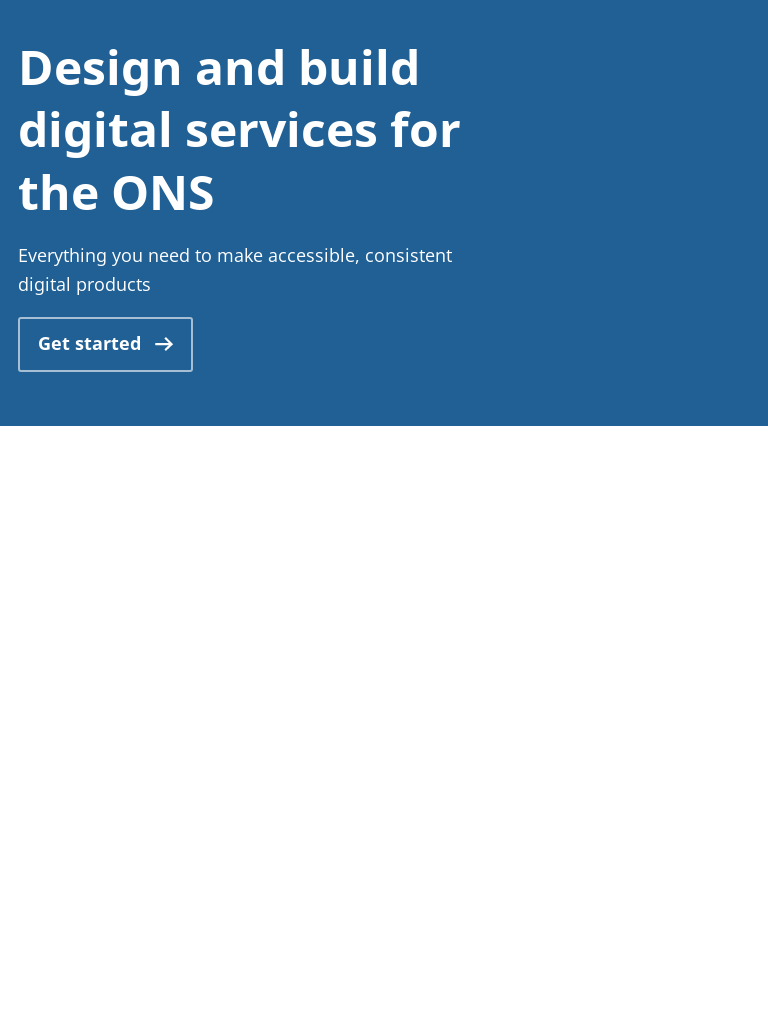 Design and build
digital services for
the ONS
Everything you need to make accessible, consistent
digital products
Get started